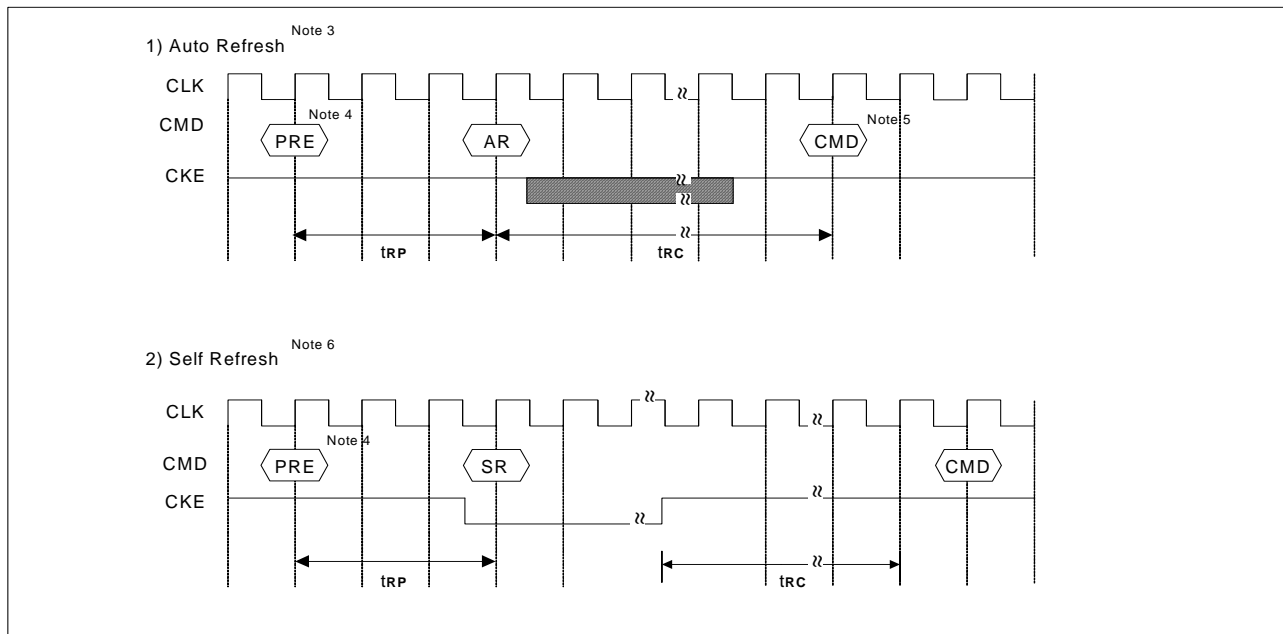 1) Auto Refresh Note 3
CLK
CMD
PRE Note 4
AR
CMD Note 5
CKE
tRP
tRC
2) Self Refresh Note 6
CLK
CMD
PRE Note 4
SR
CMD
CKE
tRP
tRC